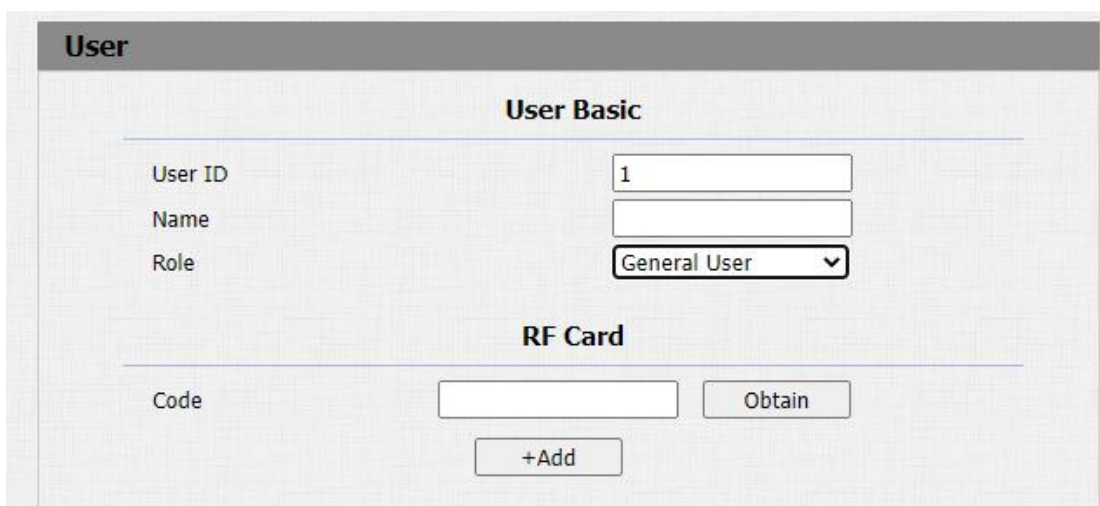 User
User Basic
User ID 1
Name
Role General User
RF Card
Code Obtain
+Add